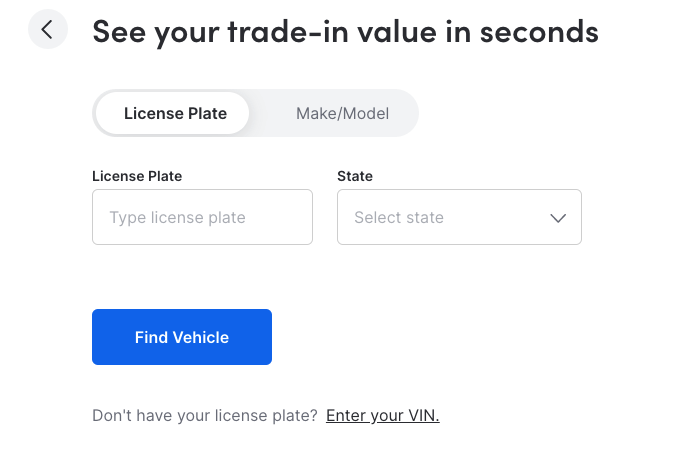 See your trade-in value in seconds
License Plate Make/Model
License Plate State
Type license plate Select state
Find Vehicle
Don't have your license plate? Enter your VIN.